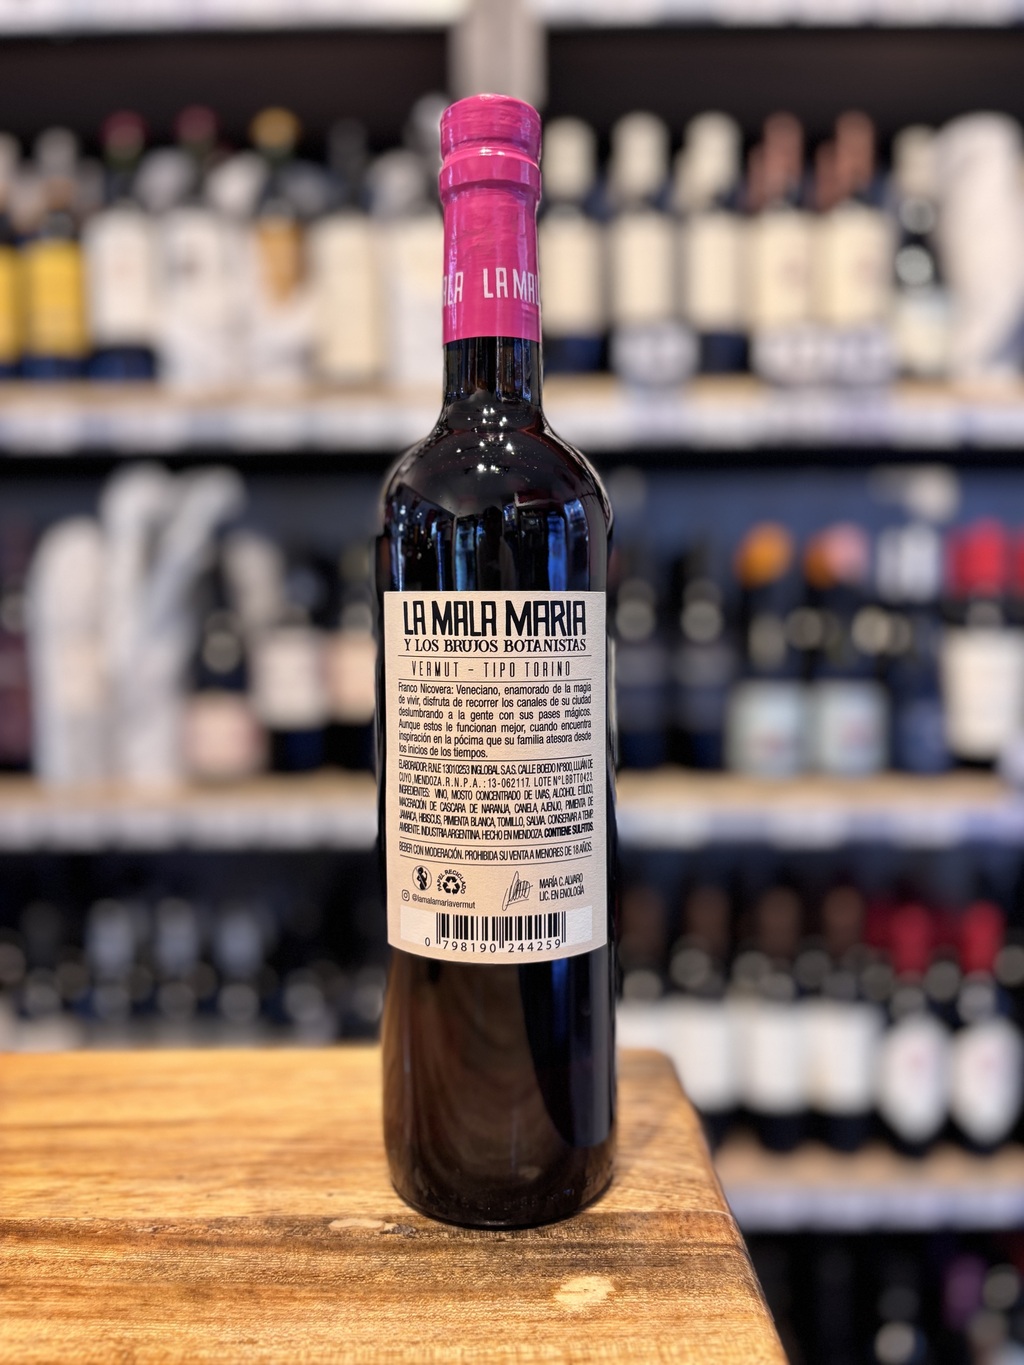 LA MAL
LA MALA MARIA
Y LOS BRUJOS BOTANISTAS
VERMUT - TIPO TORINO
Franco Nicovera: Veneciano, enamorado de la magia
de vivir, disfruta de recorrer los canales de su ciudad
deslumbrando a la gente con sus pases mágicos.
Aunque estos le funcionan mejor, cuando encuentra
inspiración en la pócima que su familia atesora desde
los inicios de los tiempos.
ELABORADOR: R.N.E 13010253 INGLOBAL S.A.S. CALLE BOEDO N°800, LUJÁN DE
CUYO, MENDOZA. R.N.P.A.: 13-062117. LOTE N° LBBTT0423.
INGREDIENTES: VINO, MOSTO CONCENTRADO DE UVAS, ALCOHOL ETÍLICO,
MACERACIÓN DE CASCARA DE NARANJA, CANELA, AJENJO, PIMIENTA DE
JAMAICA, HIBISCUS, PIMIENTA BLANCA, TOMILLO, SALVIA. CONSERVAR A TEMP.
AMBIENTE. INDUSTRIA ARGENTINA. HECHO EN MENDOZA. CONTIENE SULFITOS.
BEBER CON MODERACIÓN. PROHIBIDA SU VENTA A MENORES DE 18 AÑOS.
PAPEL RECICLADO
@lamalamariavermut
MARÍA C. ALVARO
LIC. EN ENOLOGÍA
0 798190 244259